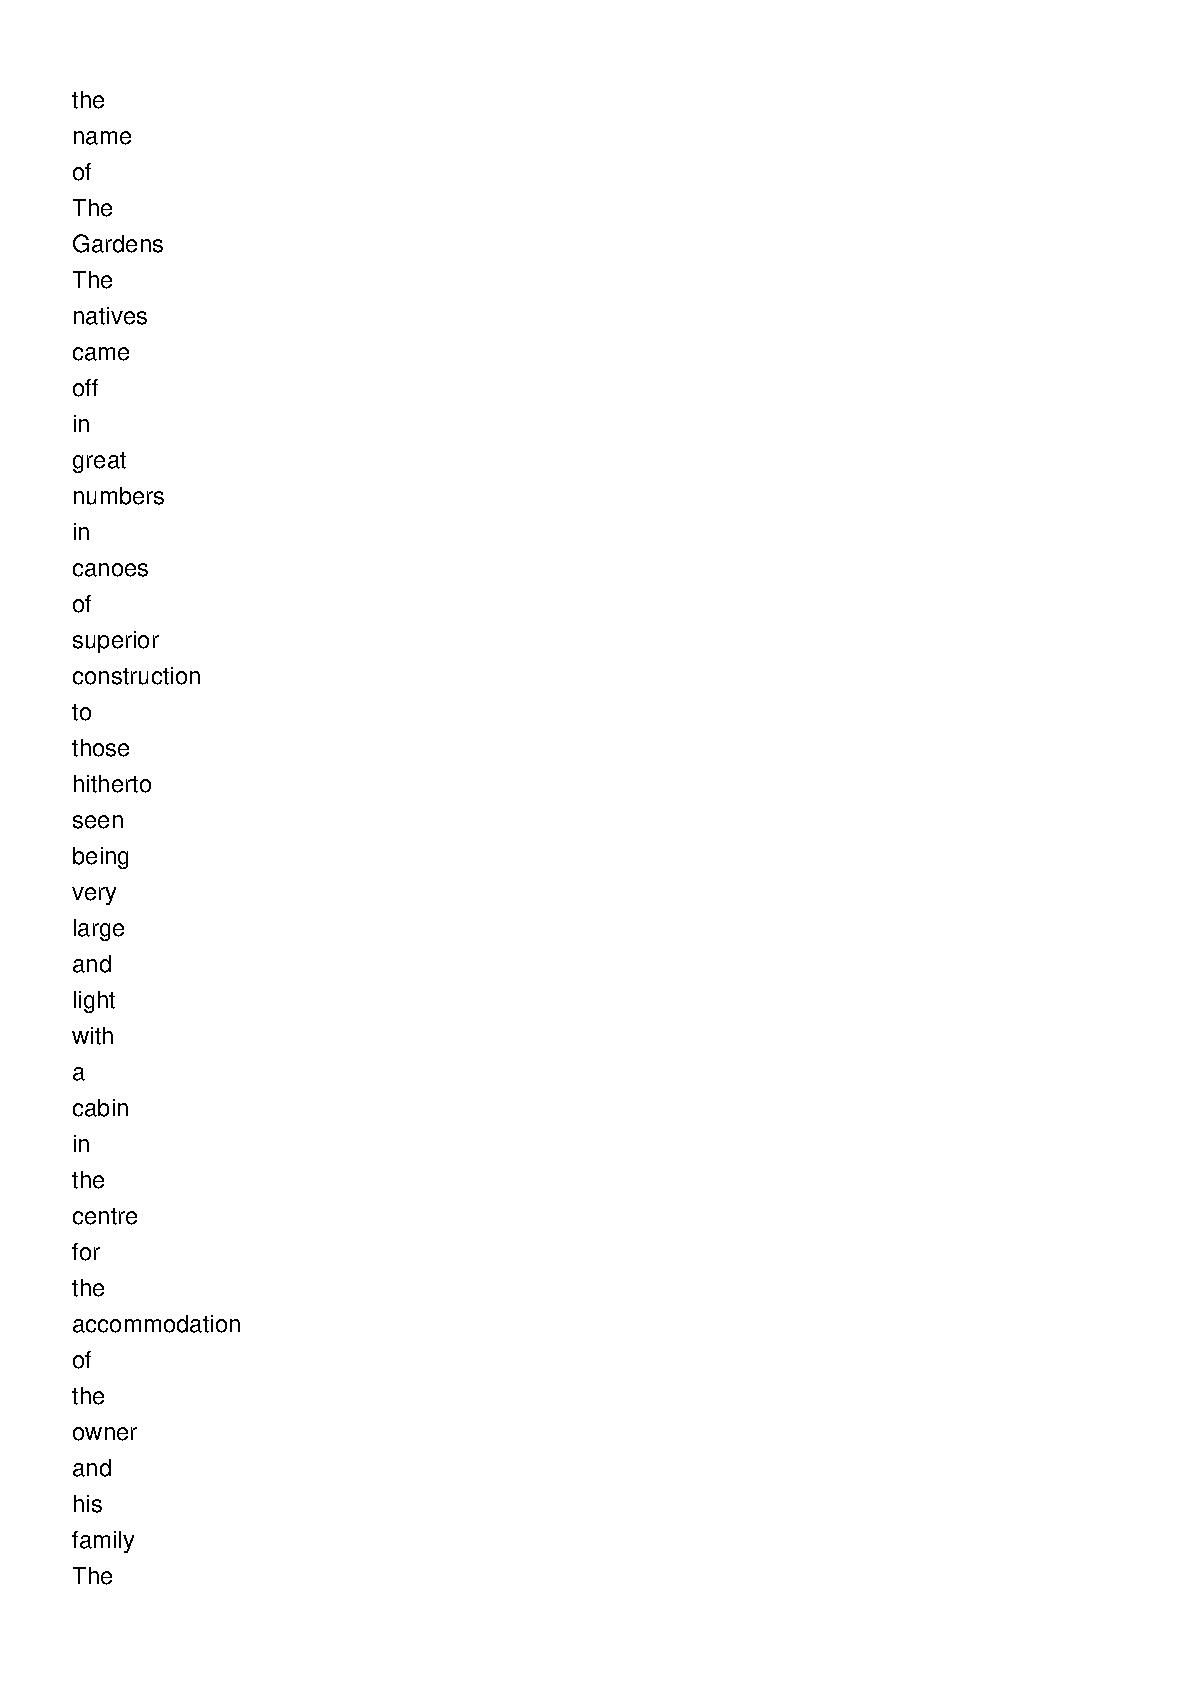 the
name
of
The
Gardens
The
natives
came
off
in
great
numbers
in
canoes
of
superior
construction
to
those
hitherto
seen
being
very
large
and
light
with
a
cabin
in
the
centre
for
the
accommodation
of
the
owner
and
his
family
The